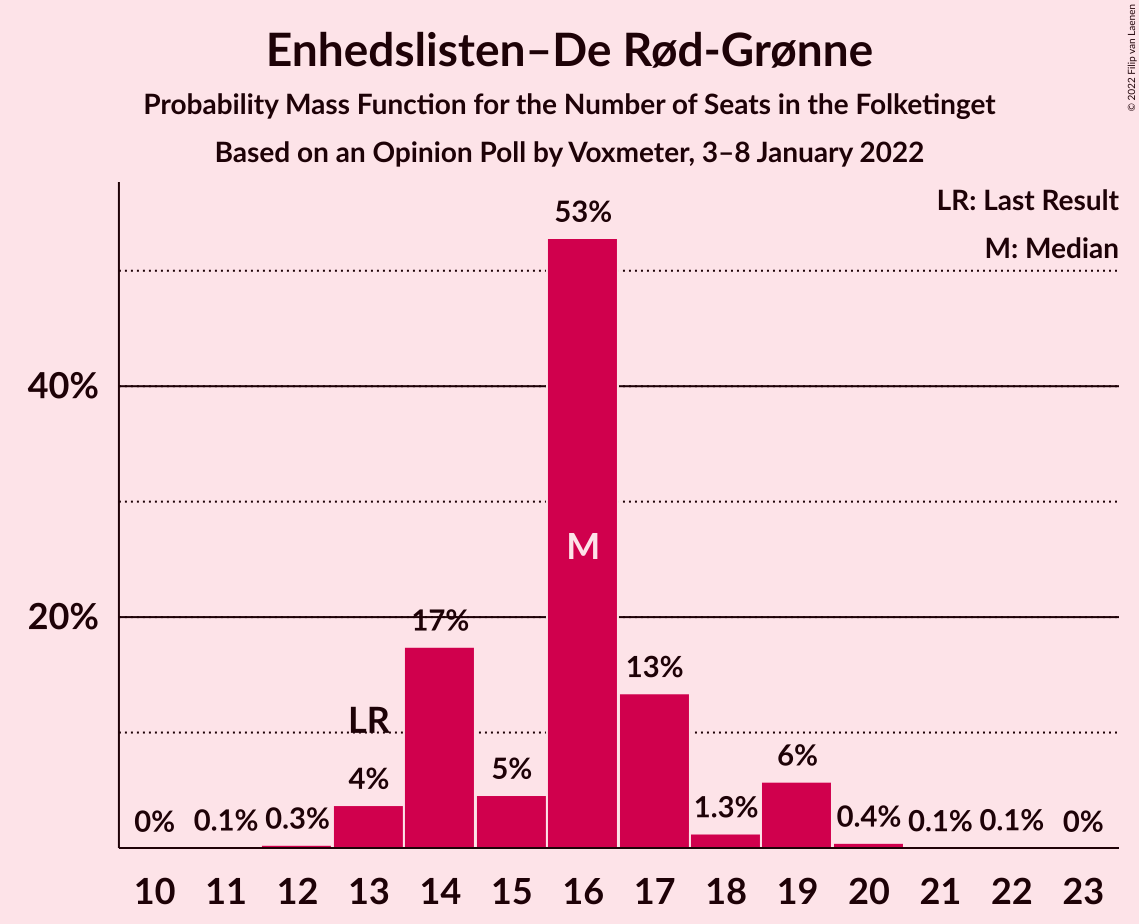 Enhedslisten–De Rød-Grønne
Probability Mass Function for the Number of Seats in the Folketinget
Based on an Opinion Poll by Voxmeter, 3–8 January 2022
© 2022 Filip van Laenen
LR: Last Result
M: Median
53%
40%
M
20%
17%
13%
LR
6%
4%
5%
0% 0.1% 0.3% 1.3% 0.4% 0.1% 0.1% 0%
10 11 12 13 14 15 16 17 18 19 20 21 22 23